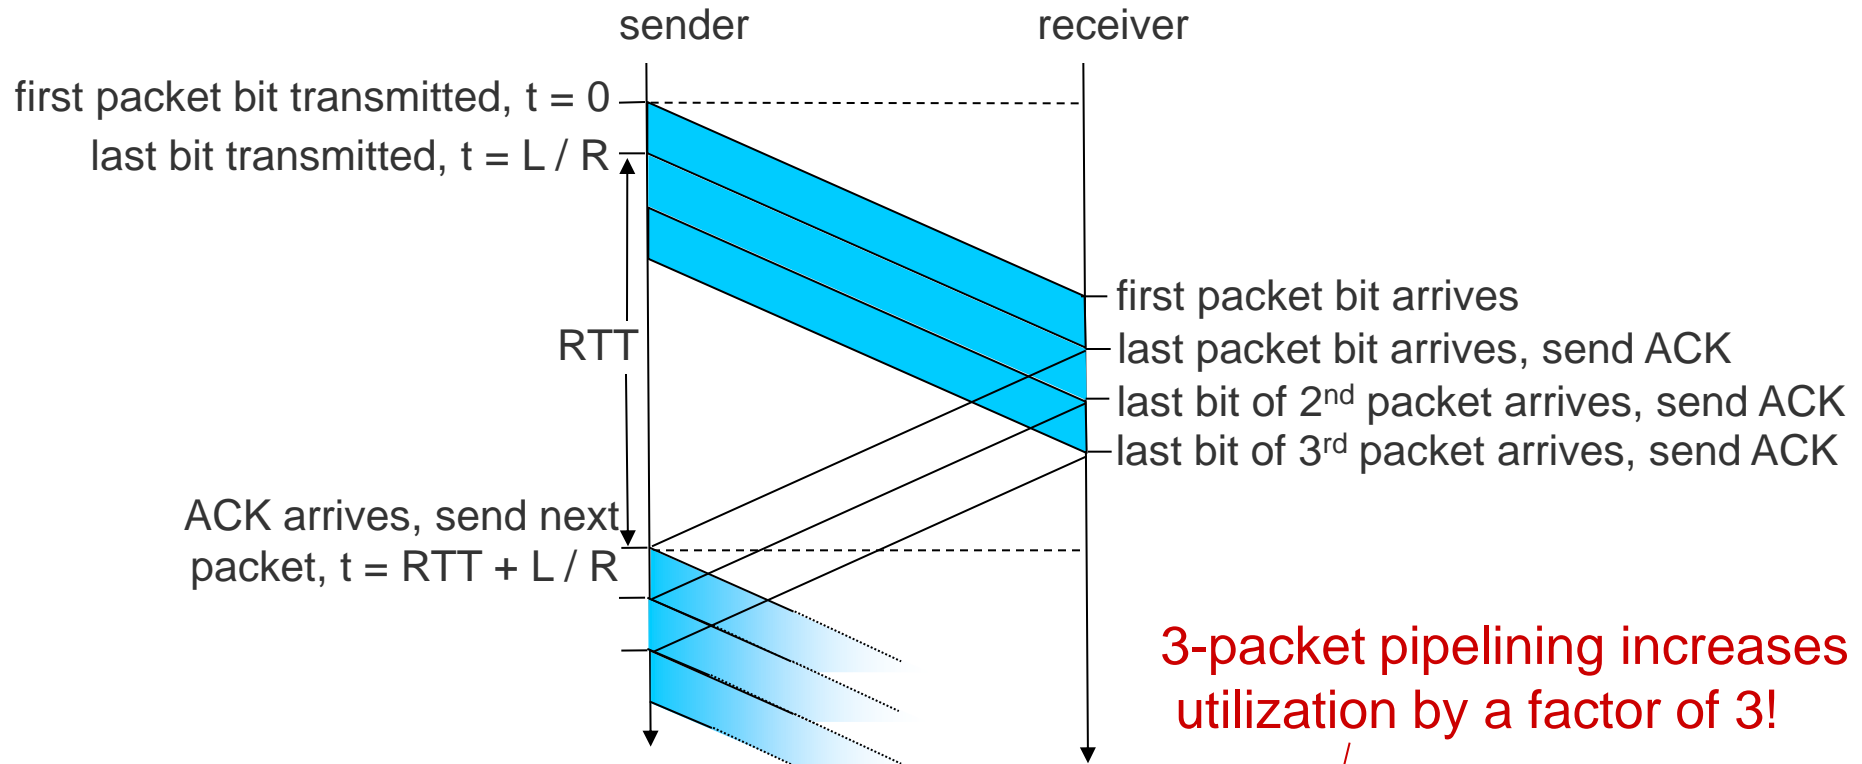 sender
receiver
first packet bit transmitted, t = 0
last bit transmitted, t = L / R
RTT
first packet bit arrives
last packet bit arrives, send ACK
last bit of 2nd packet arrives, send ACK
last bit of 3rd packet arrives, send ACK
ACK arrives, send next
packet, t = RTT + L / R
3-packet pipelining increases
utilization by a factor of 3!